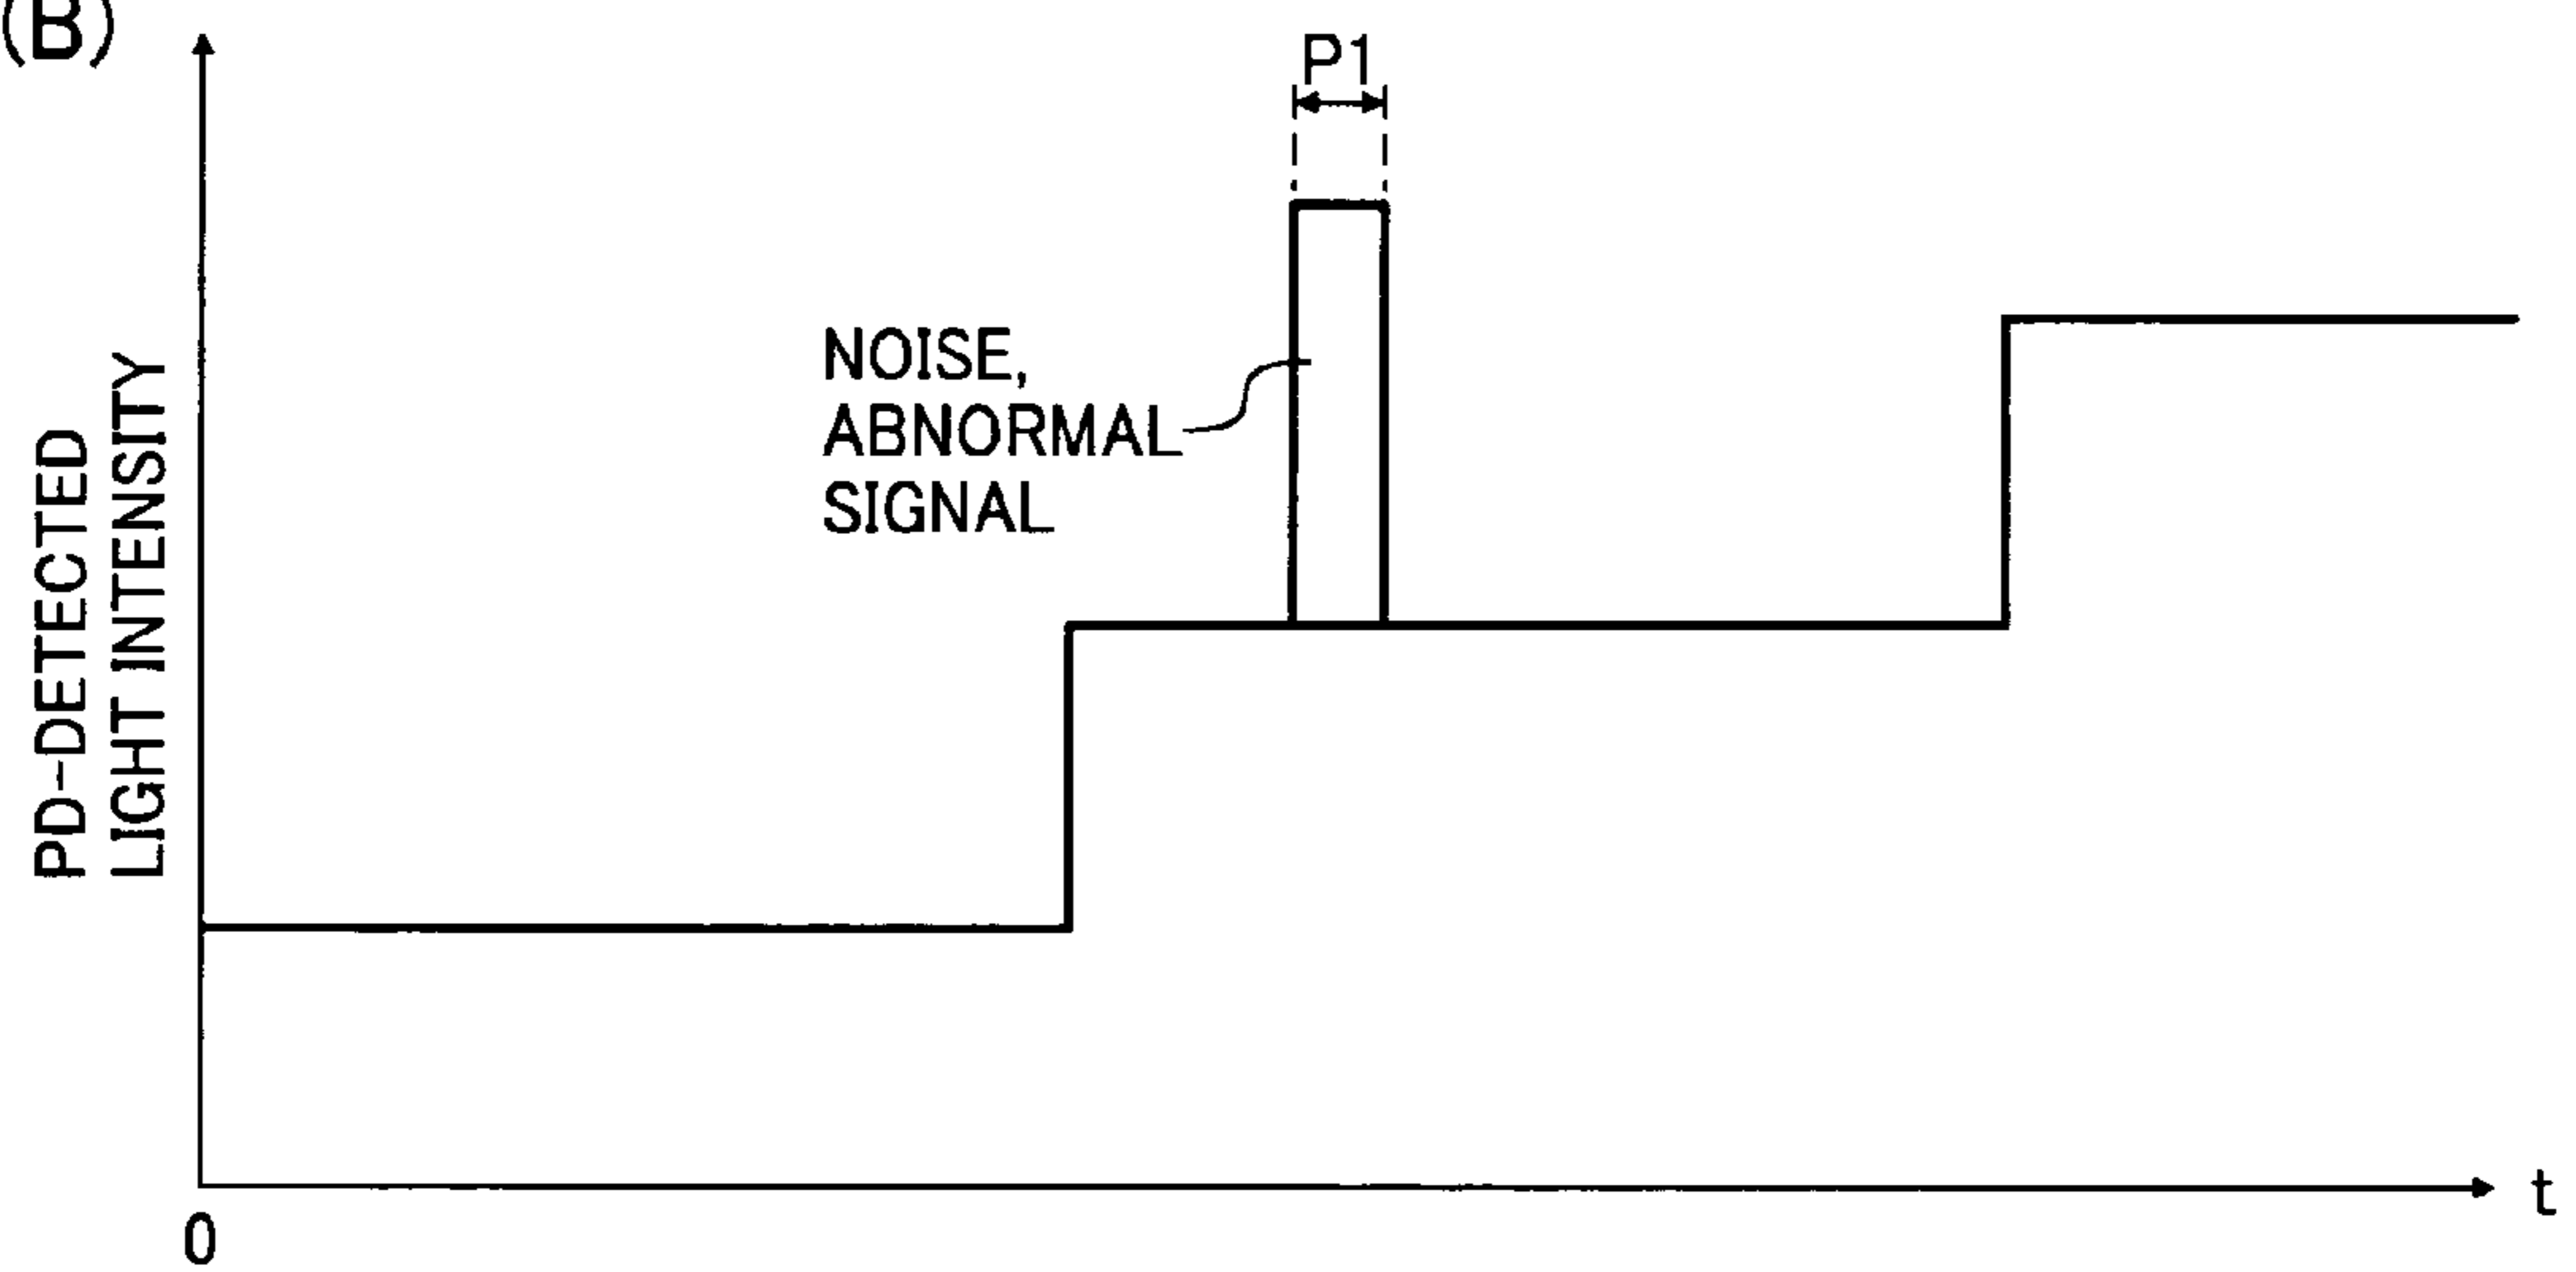 (B)
P1
NOISE,
ABNORMAL
SIGNAL
PD-DETECTED
LIGHT INTENSITY
0
t